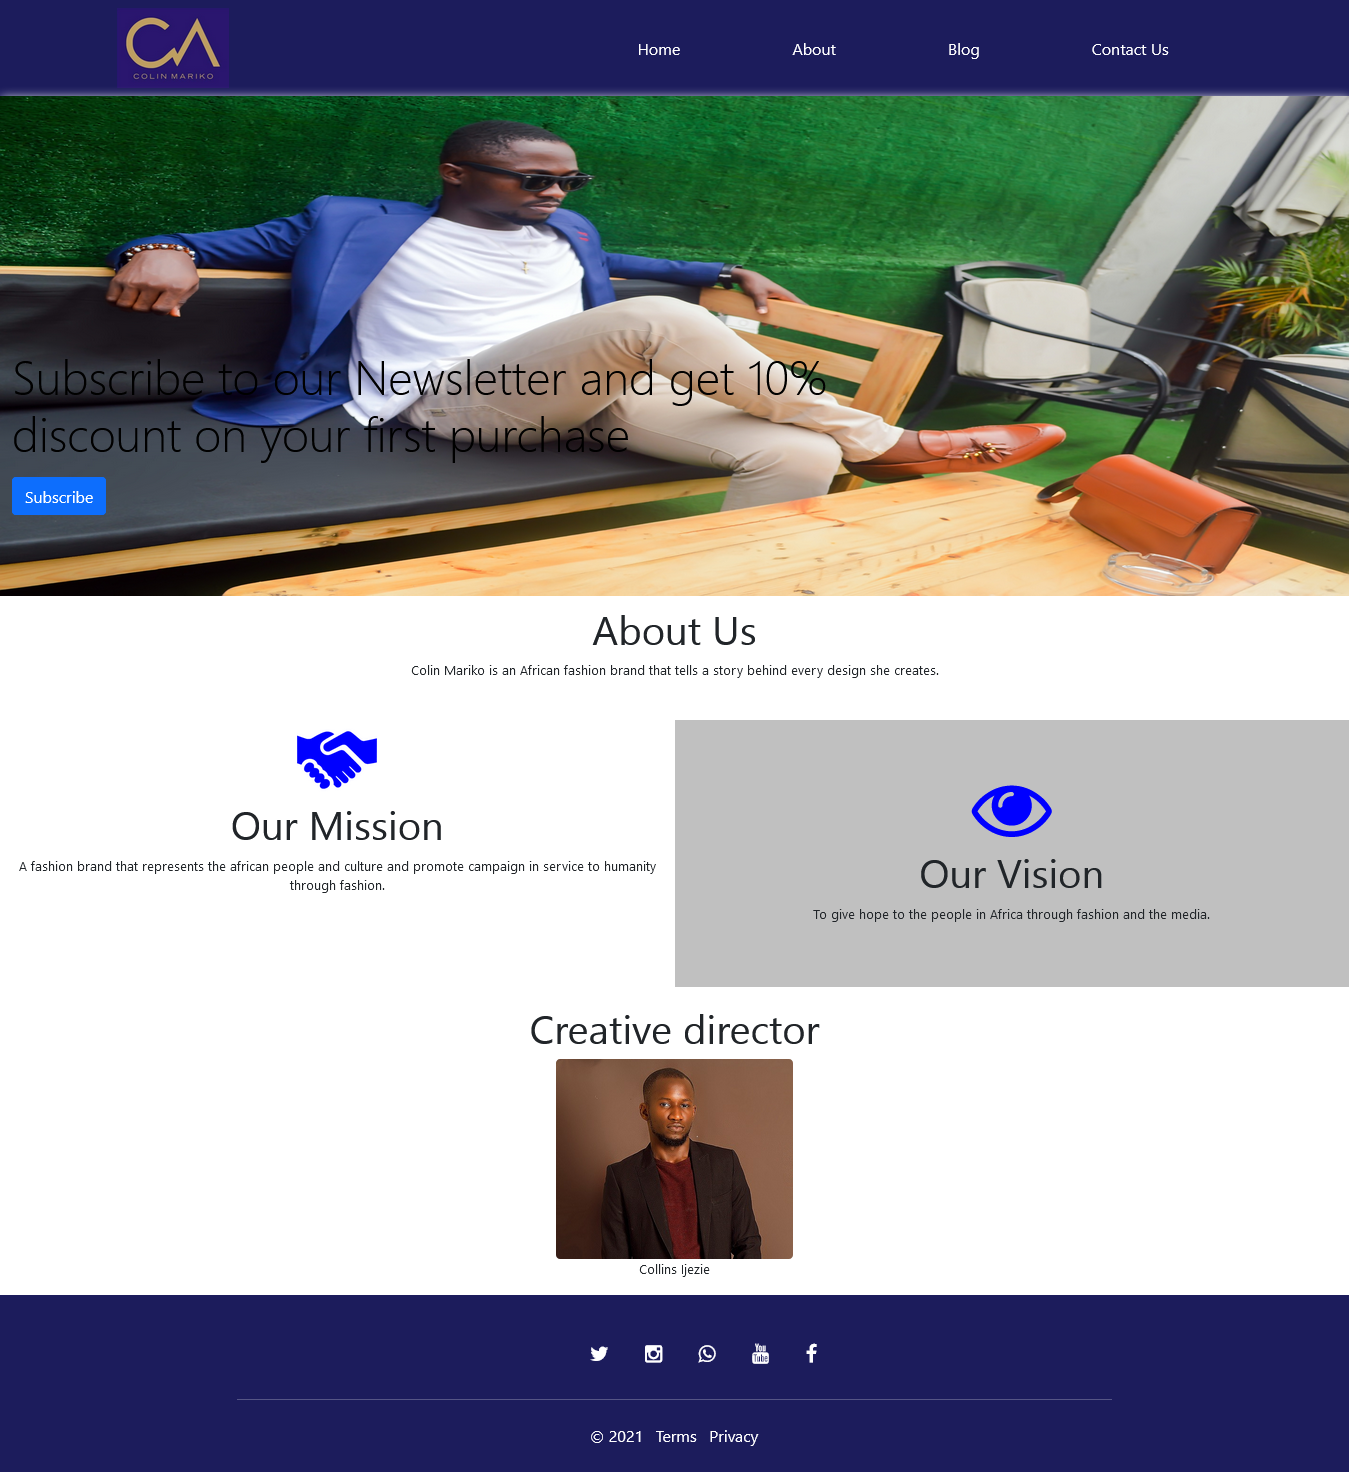 CA
COLIN MARIKO
Home
About
Blog
Contact Us
Subscribe to our Newsletter and get 10%
discount on your first purchase
Subscribe
About Us
Colin Mariko is an African fashion brand that tells a story behind every design she creates.
Our Mission
A fashion brand that represents the african people and culture and promote campaign in service to humanity
through fashion.
Our Vision
To give hope to the people in Africa through fashion and the media.
Creative director
Collins Ijezie
You
Tube
© 2021 Terms Privacy